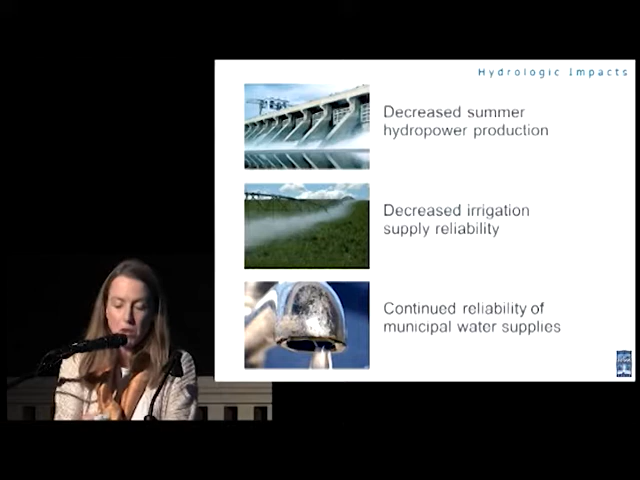 Hydrologic Impacts
Decreased summer
hydropower production
Decreased irrigation
supply reliability
Continued reliability of
municipal water supplies